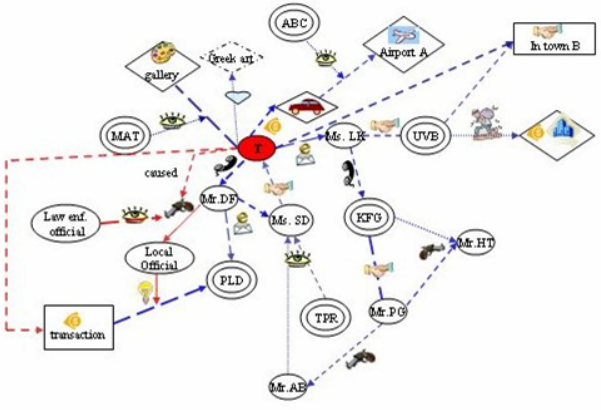 ABC
Airport A
In town B
Greek art
gallery
MAT
T
Ms. LK
UVB
caused
Mr.DF
Ms. SD
KFG
Law enf.
official
Mr.HT
Local
Official
PLD
TPR
Mr.PG
transaction
Mr.AB